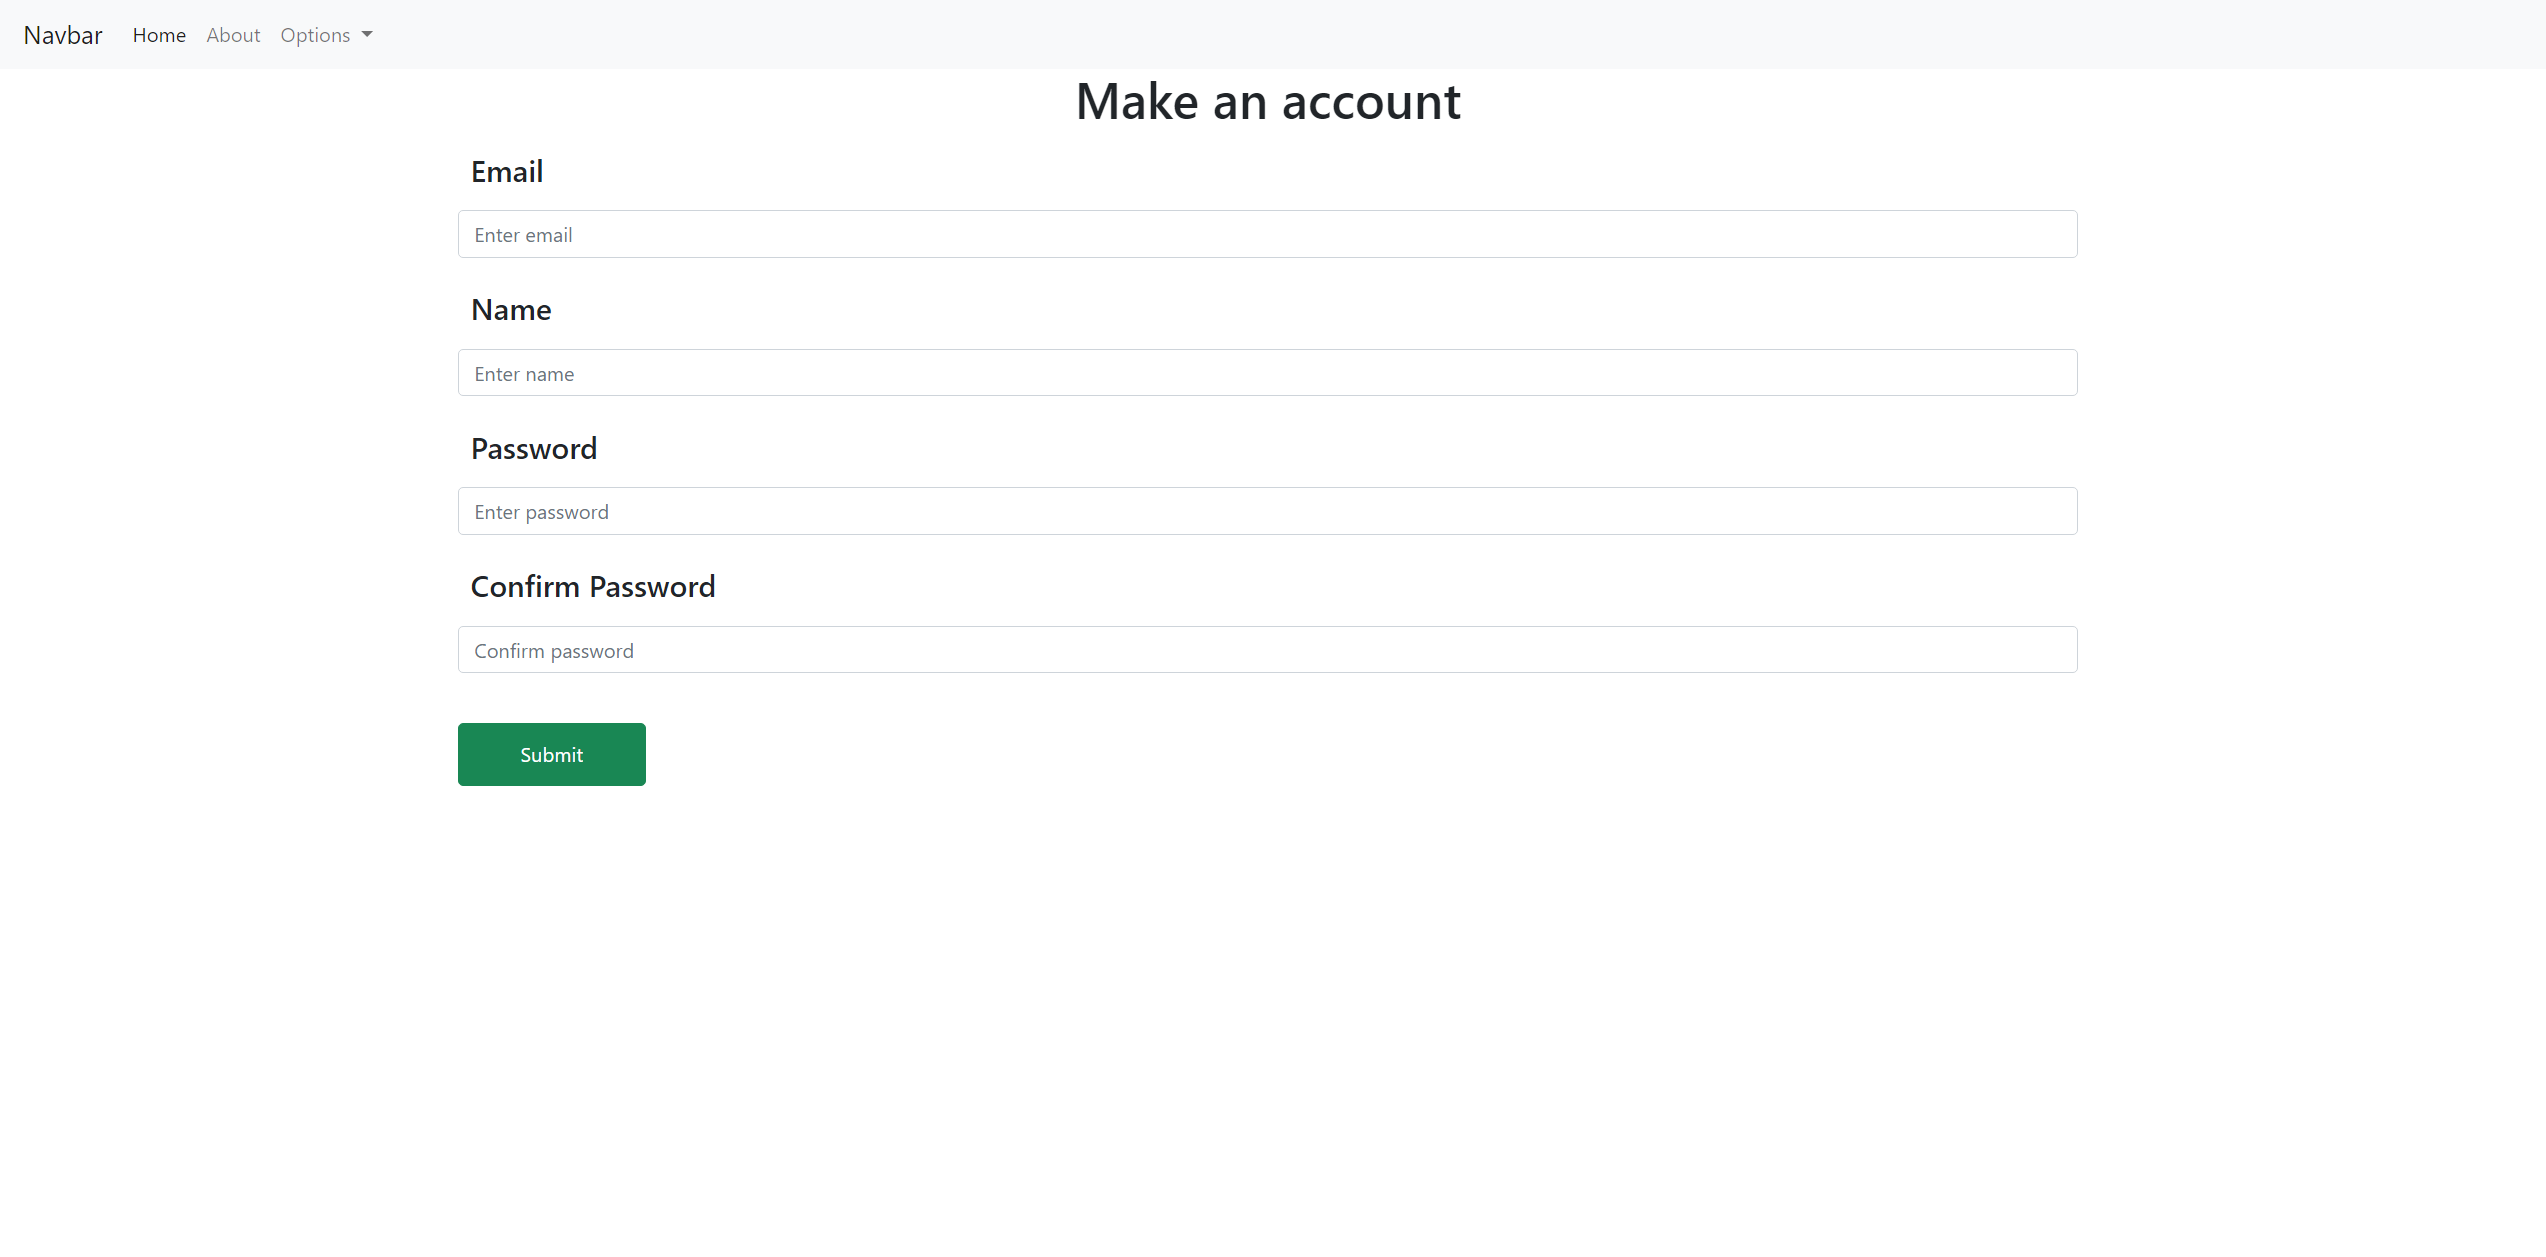 Navbar Home About Options
Make an account
Email
Enter email
Name
Enter name
Password
Enter password
Confirm Password
Confirm password
Submit